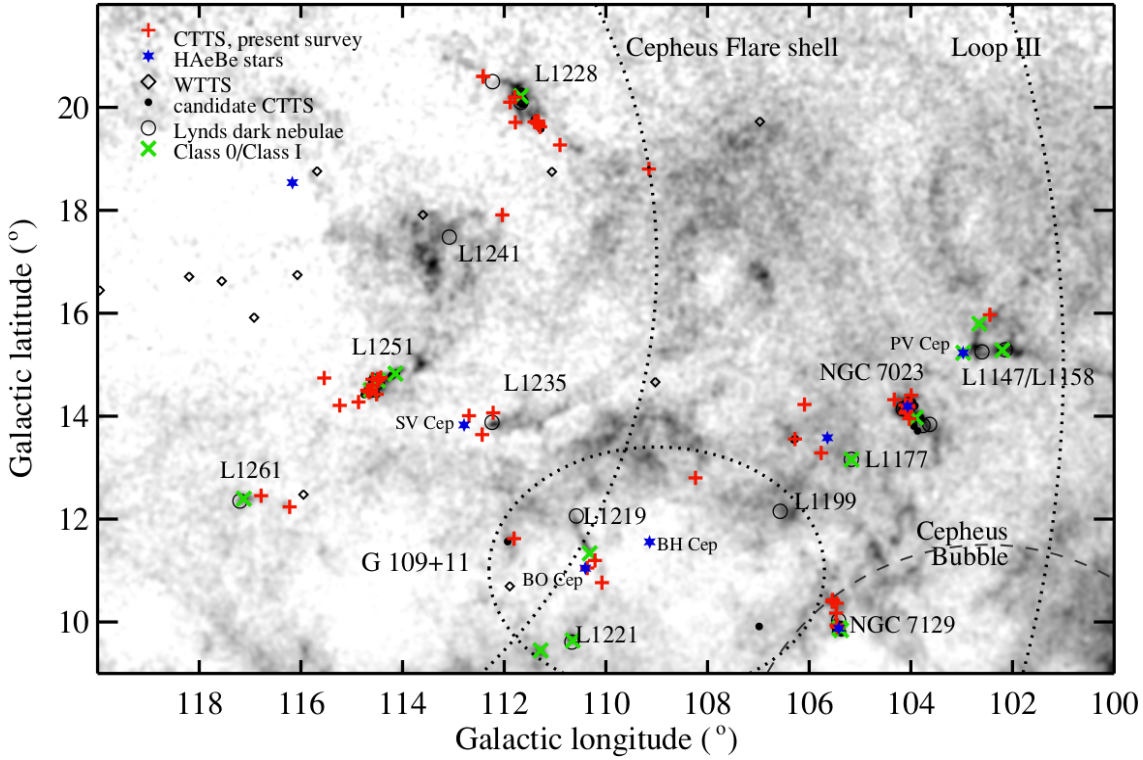 CTTS, present survey
HAeBe stars
WTTS
candidate CTTS
Lynds dark nebulae
Class 0/Class I
Cepheus Flare shell
Loop III
L1228
L1241
L1251
L1235
SV Cep
PV Cep
NGC 7023
L1147/L1158
L1177
L1261
L1219
L1199
G 109+11
BH Cep
BO Cep
Cepheus
Bubble
L1221
NGC 7129
20
18
16
14
12
10
Galactic latitude (°)
118
116
114
112
110
108
106
104
102
100
Galactic longitude (°)